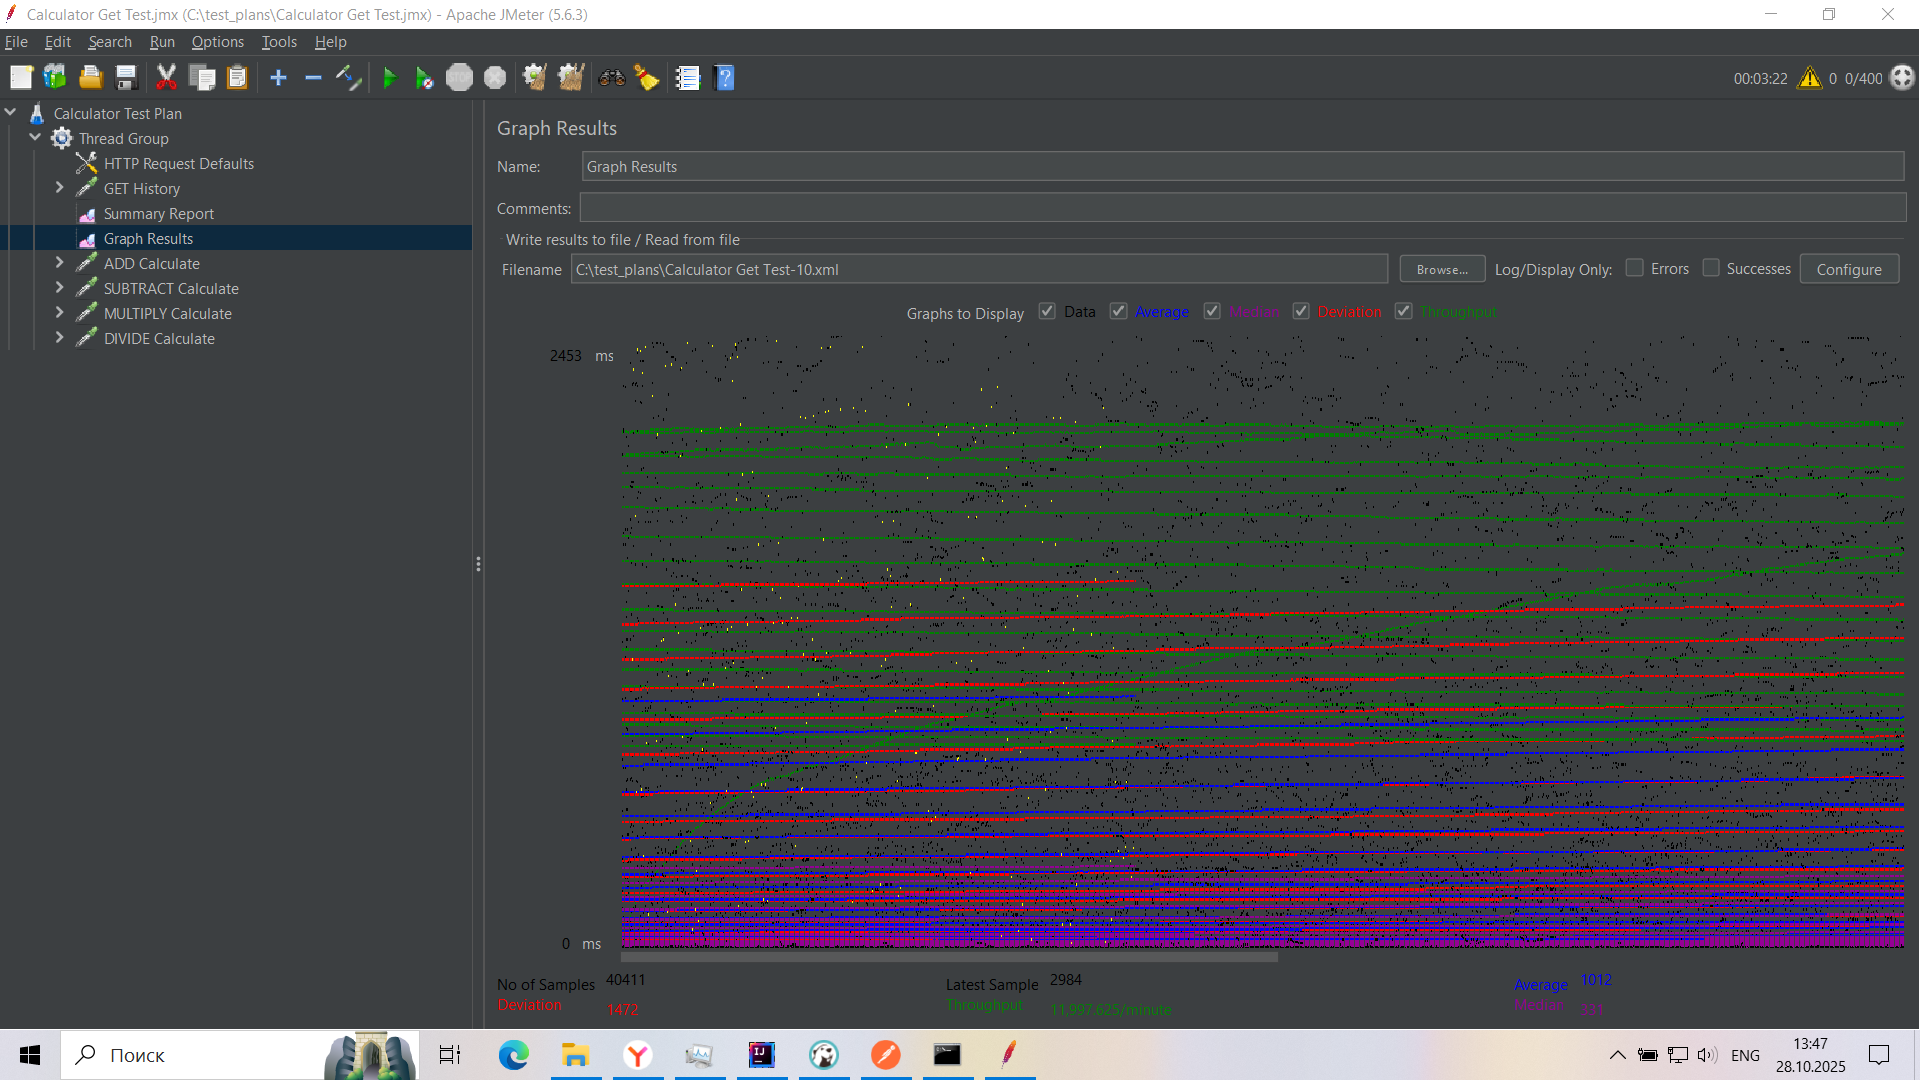 Calculator Get Test.jmx (C:\test_plans\Calculator Get Test.jmx) - Apache JMeter (5.6.3)
File Edit Search Run Options Tools Help
STOP 00:03:22 0 0/400
Calculator Test Plan
Thread Group
HTTP Request Defaults
GET History
Summary Report
Graph Results
ADD Calculate
SUBTRACT Calculate
MULTIPLY Calculate
DIVIDE Calculate
Graph Results
Name: Graph Results
Comments:
Write results to file / Read from file
Filename C:\test_plans\Calculator Get Test-10.xml Browse... Log/Display Only: Errors Successes Configure
Graphs to Display Data Average Median Deviation Throughput
2453 ms
0 ms
No of Samples 40411 Latest Sample 2984 Average 1012
Deviation 1472 Throughput 11,997.625/minute Median
Поиск ENG 13:47
28.10.2025